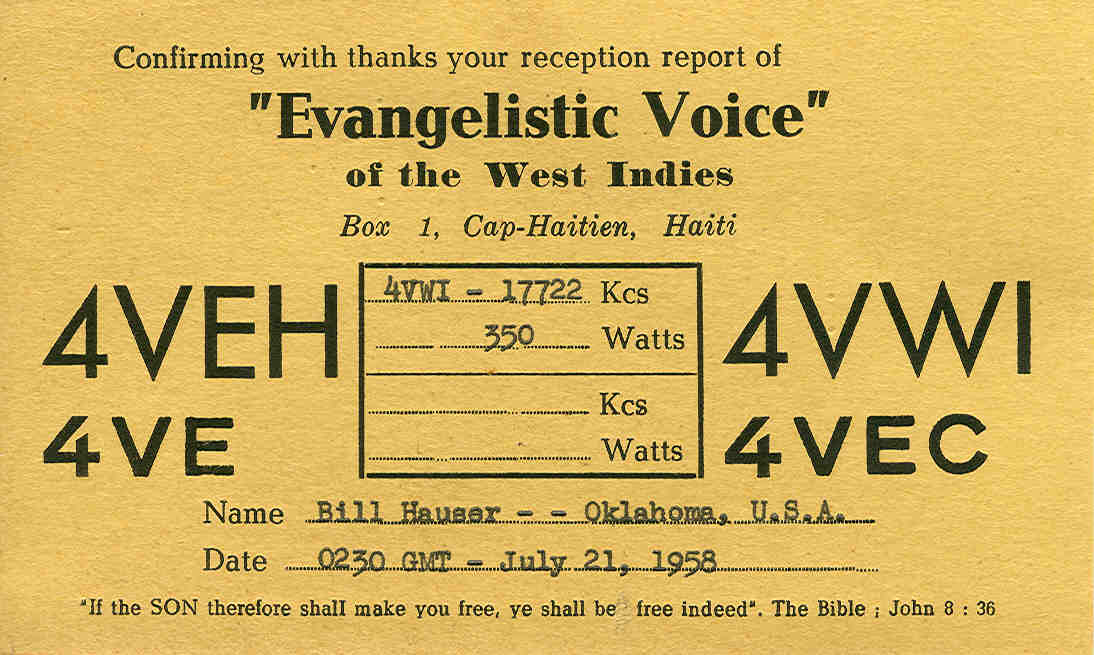 Confirming with thanks your reception report of
"Evangelistic Voice"
of the West Indies
Box 1, Cap-Haitien, Haiti
4VEH
4VE
4VWI - 17722 Kcs
350 Watts
Kcs
Watts
4VWI
4VEC
Name Bill Hauser - - Oklahoma, U.S.A.
Date 0230 GMT - July 21, 1958
"If the SON therefore shall make you free, ye shall be free indeed". The Bible ; John 8 : 36